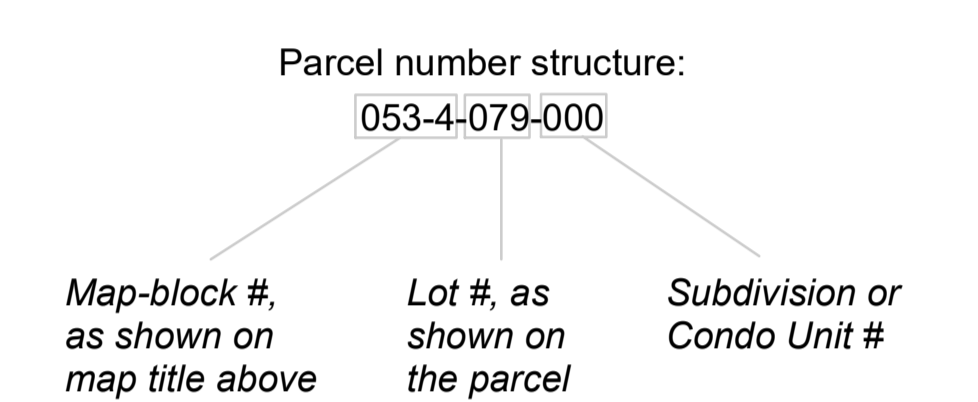 Parcel number structure:
053-4-079-000
Map-block #,
as shown on
map title above
Lot #, as
shown on
the parcel
Subdivision or
Condo Unit #